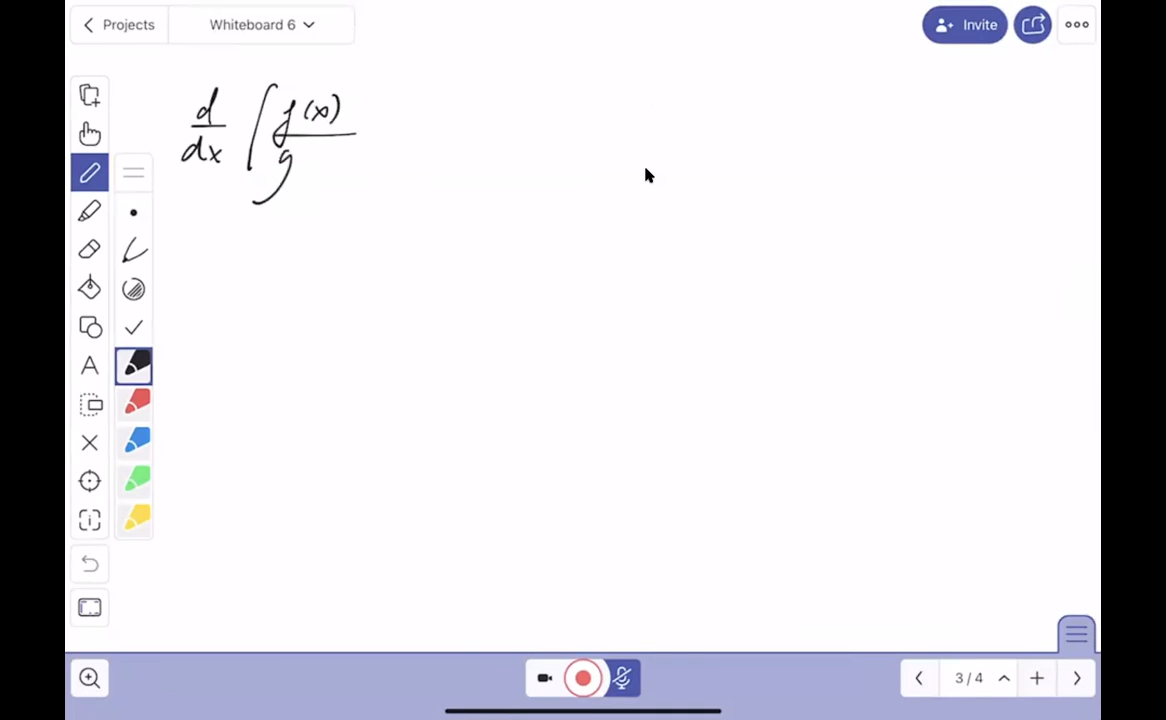 Projects
Whiteboard 6
Invite
d/dx (f(x)/g
A
3 / 4